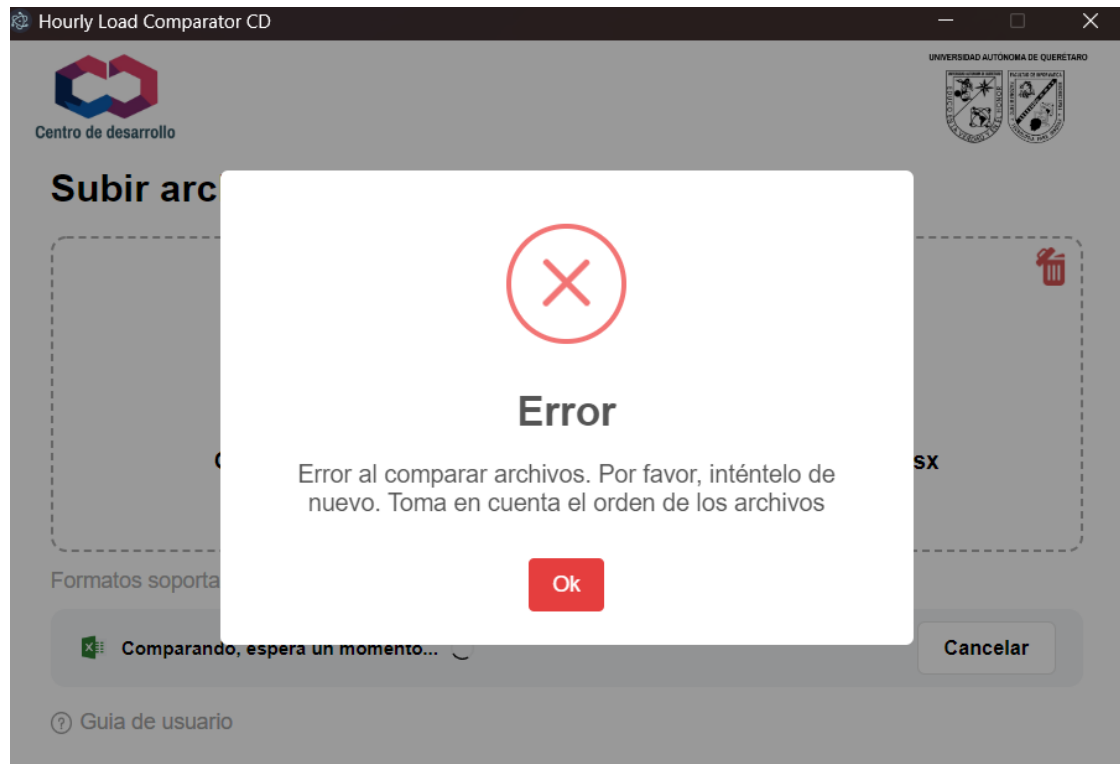 Hourly Load Comparator CD
UNIVERSIDAD AUTÓNOMA DE QUERÉTARO
Centro de desarrollo
Subir arc
Error
sx
Error al comparar archivos. Por favor, inténtelo de
nuevo. Toma en cuenta el orden de los archivos
Ok
Formatos soporta
Comparando, espera un momento...
Cancelar
? Guia de usuario